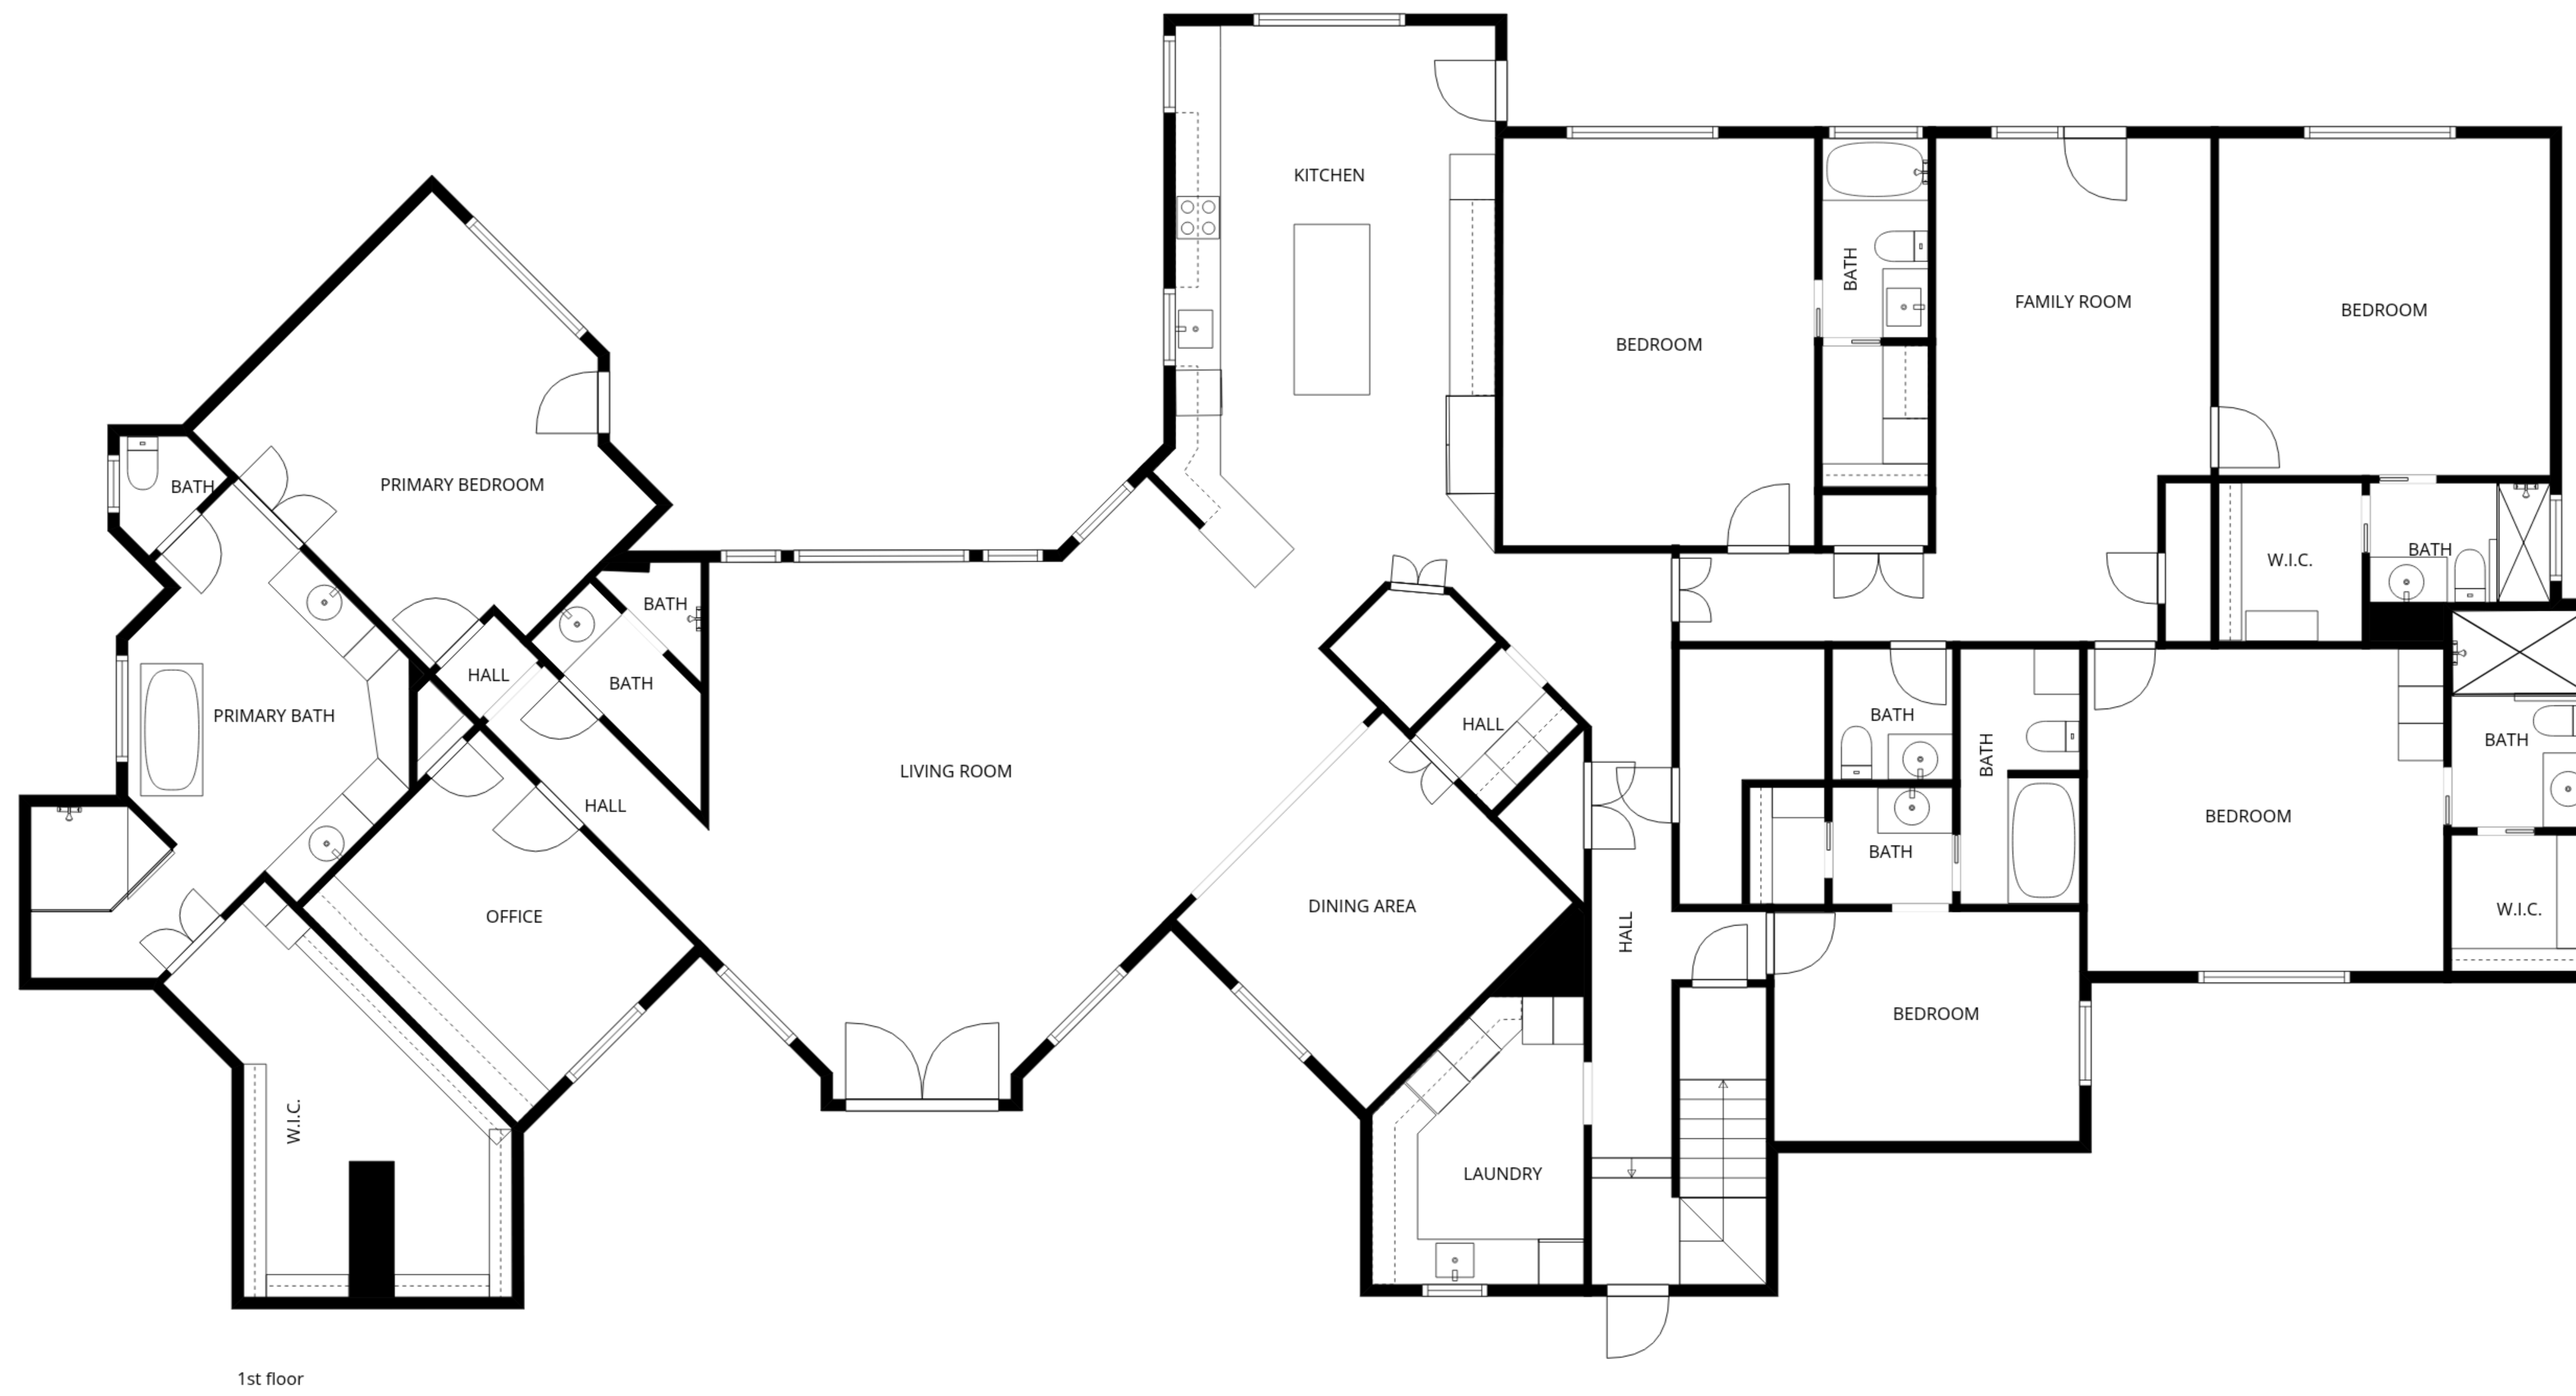 KITCHEN
BATH
FAMILY ROOM
BEDROOM
BEDROOM
PRIMARY BEDROOM
BATH
BATH
W.I.C.
BATH
HALL
BATH
PRIMARY BATH
BATH
HALL
BATH
BATH
LIVING ROOM
HALL
BEDROOM
BATH
DINING AREA
W.I.C.
OFFICE
HALL
BEDROOM
W.I.C.
LAUNDRY
1st floor